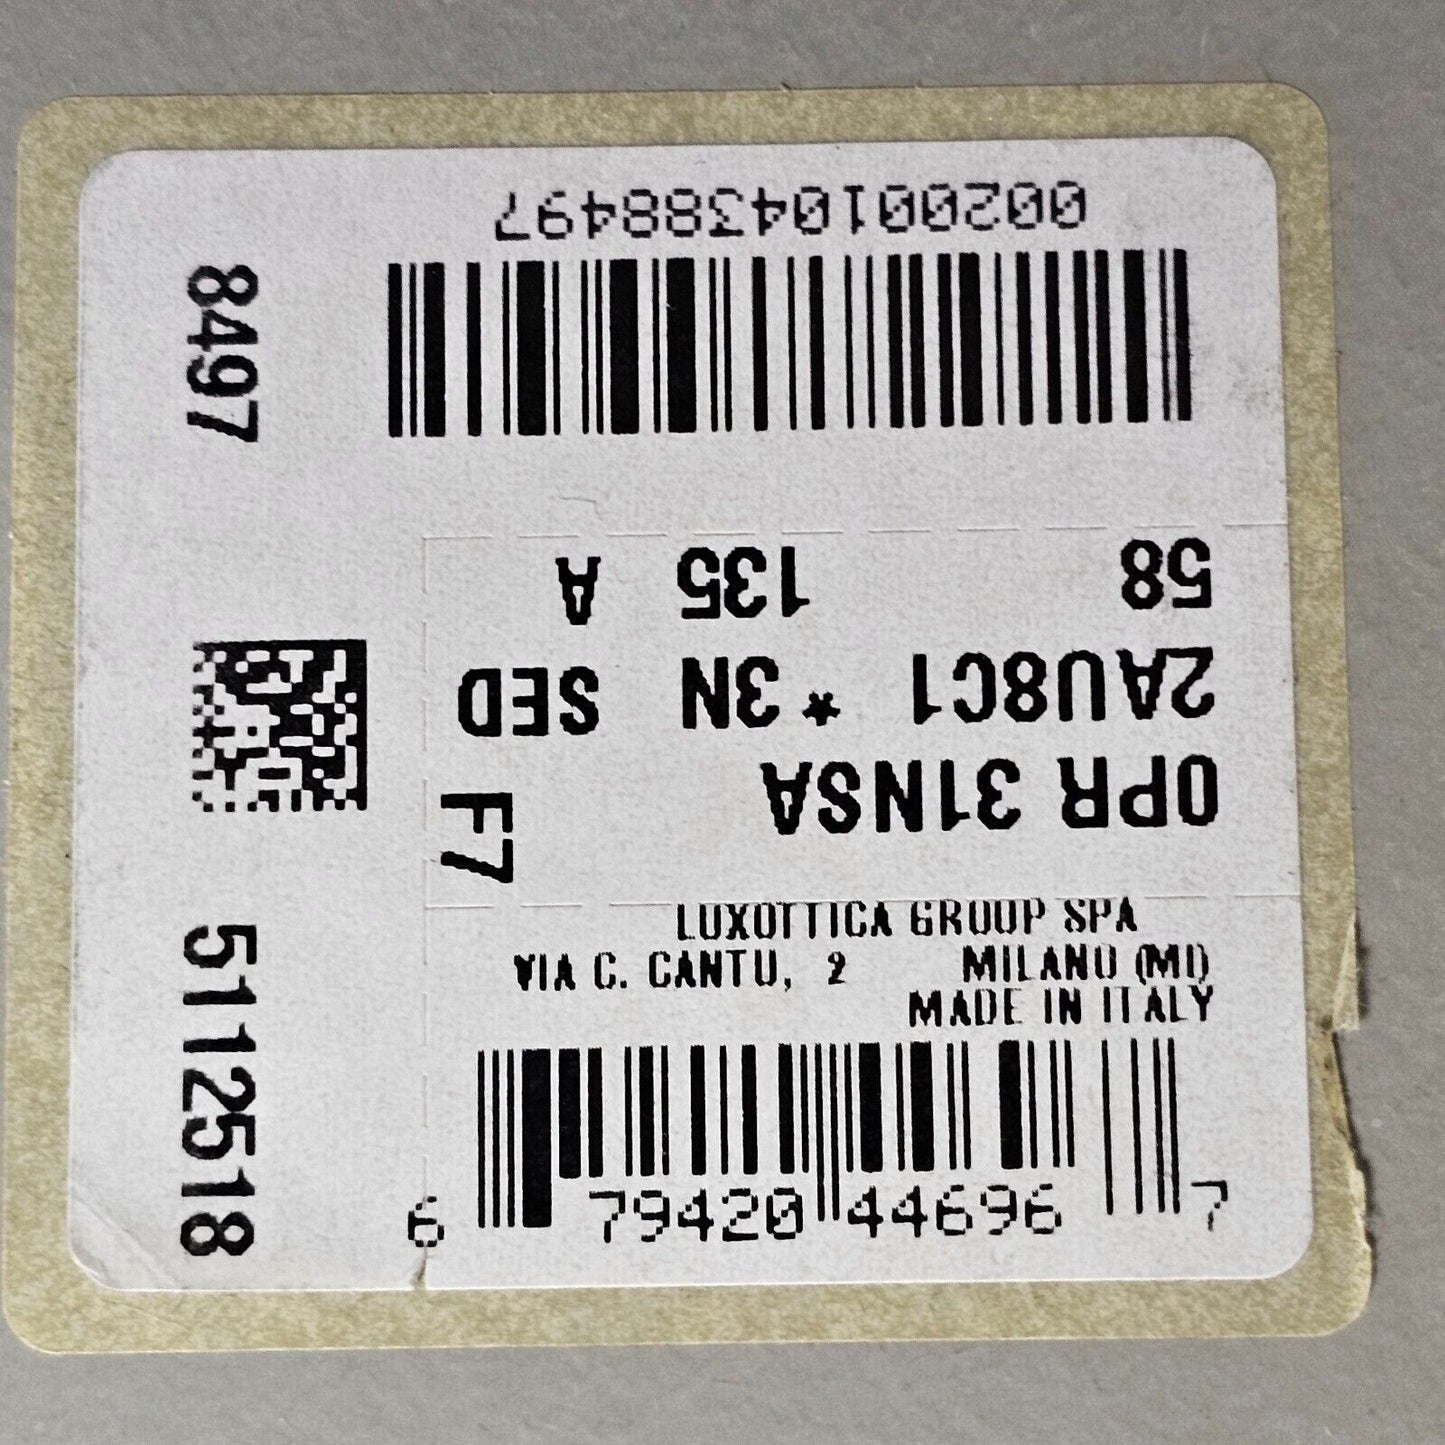 00200104388497
8497
58 135 A
2AU8C1 * 3N SED
0PR 31NSA
F7
LUXOTTICA GROUP SPA
VIA C. CANTU, 2 MILANO (MI)
MADE IN ITALY
5112518
6 79420 44696 7